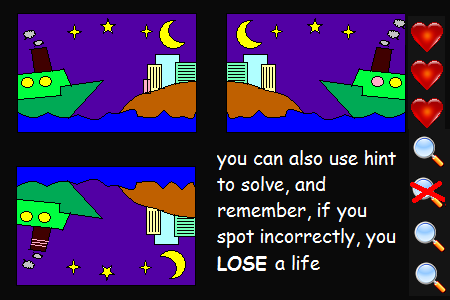 you can also use hint
to solve, and
remember, if you
spot incorrectly, you
LOSE a life